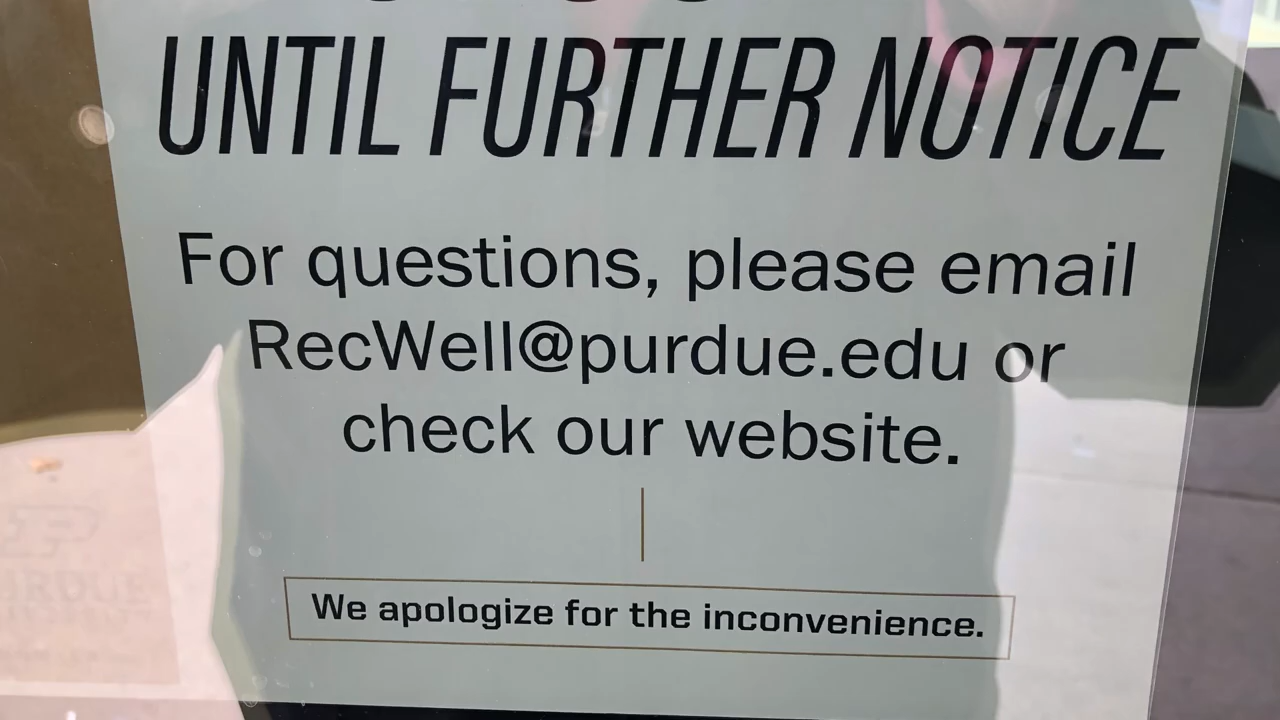 UNTIL FURTHER NOTICE
For questions, please email
RecWell@purdue.edu or
check our website.
We apologize for the inconvenience.